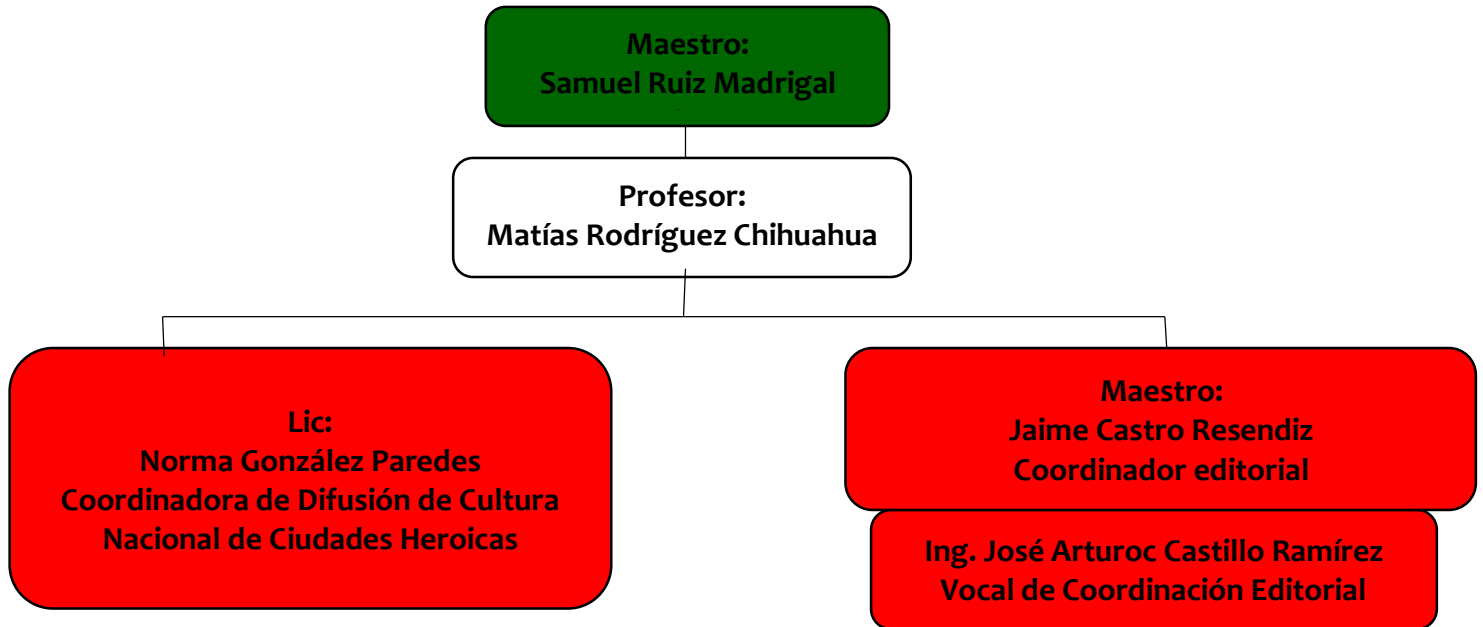 Maestro:
Samuel Ruiz Madrigal
Profesor:
Matías Rodríguez Chihuahua
Lic:
Norma González Paredes
Coordinadora de Difusión de Cultura
Nacional de Ciudades Heroicas
Maestro:
Jaime Castro Resendiz
Coordinador editorial
Ing. José Arturoc Castillo Ramírez
Vocal de Coordinación Editorial